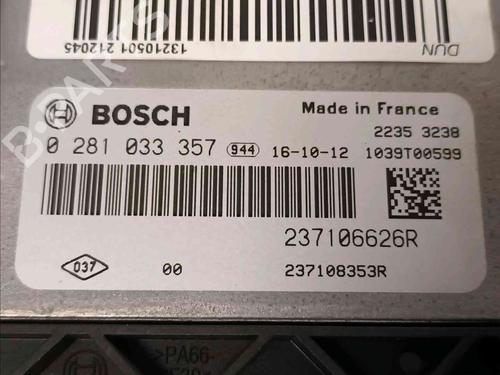 13210501 212045
DUN
BOSCH
Made in France
2235 3238
0 281 033 357 944 16-10-12 1039T00599
237106626R
037
00
237108353R
>PA66-
B-PARTS